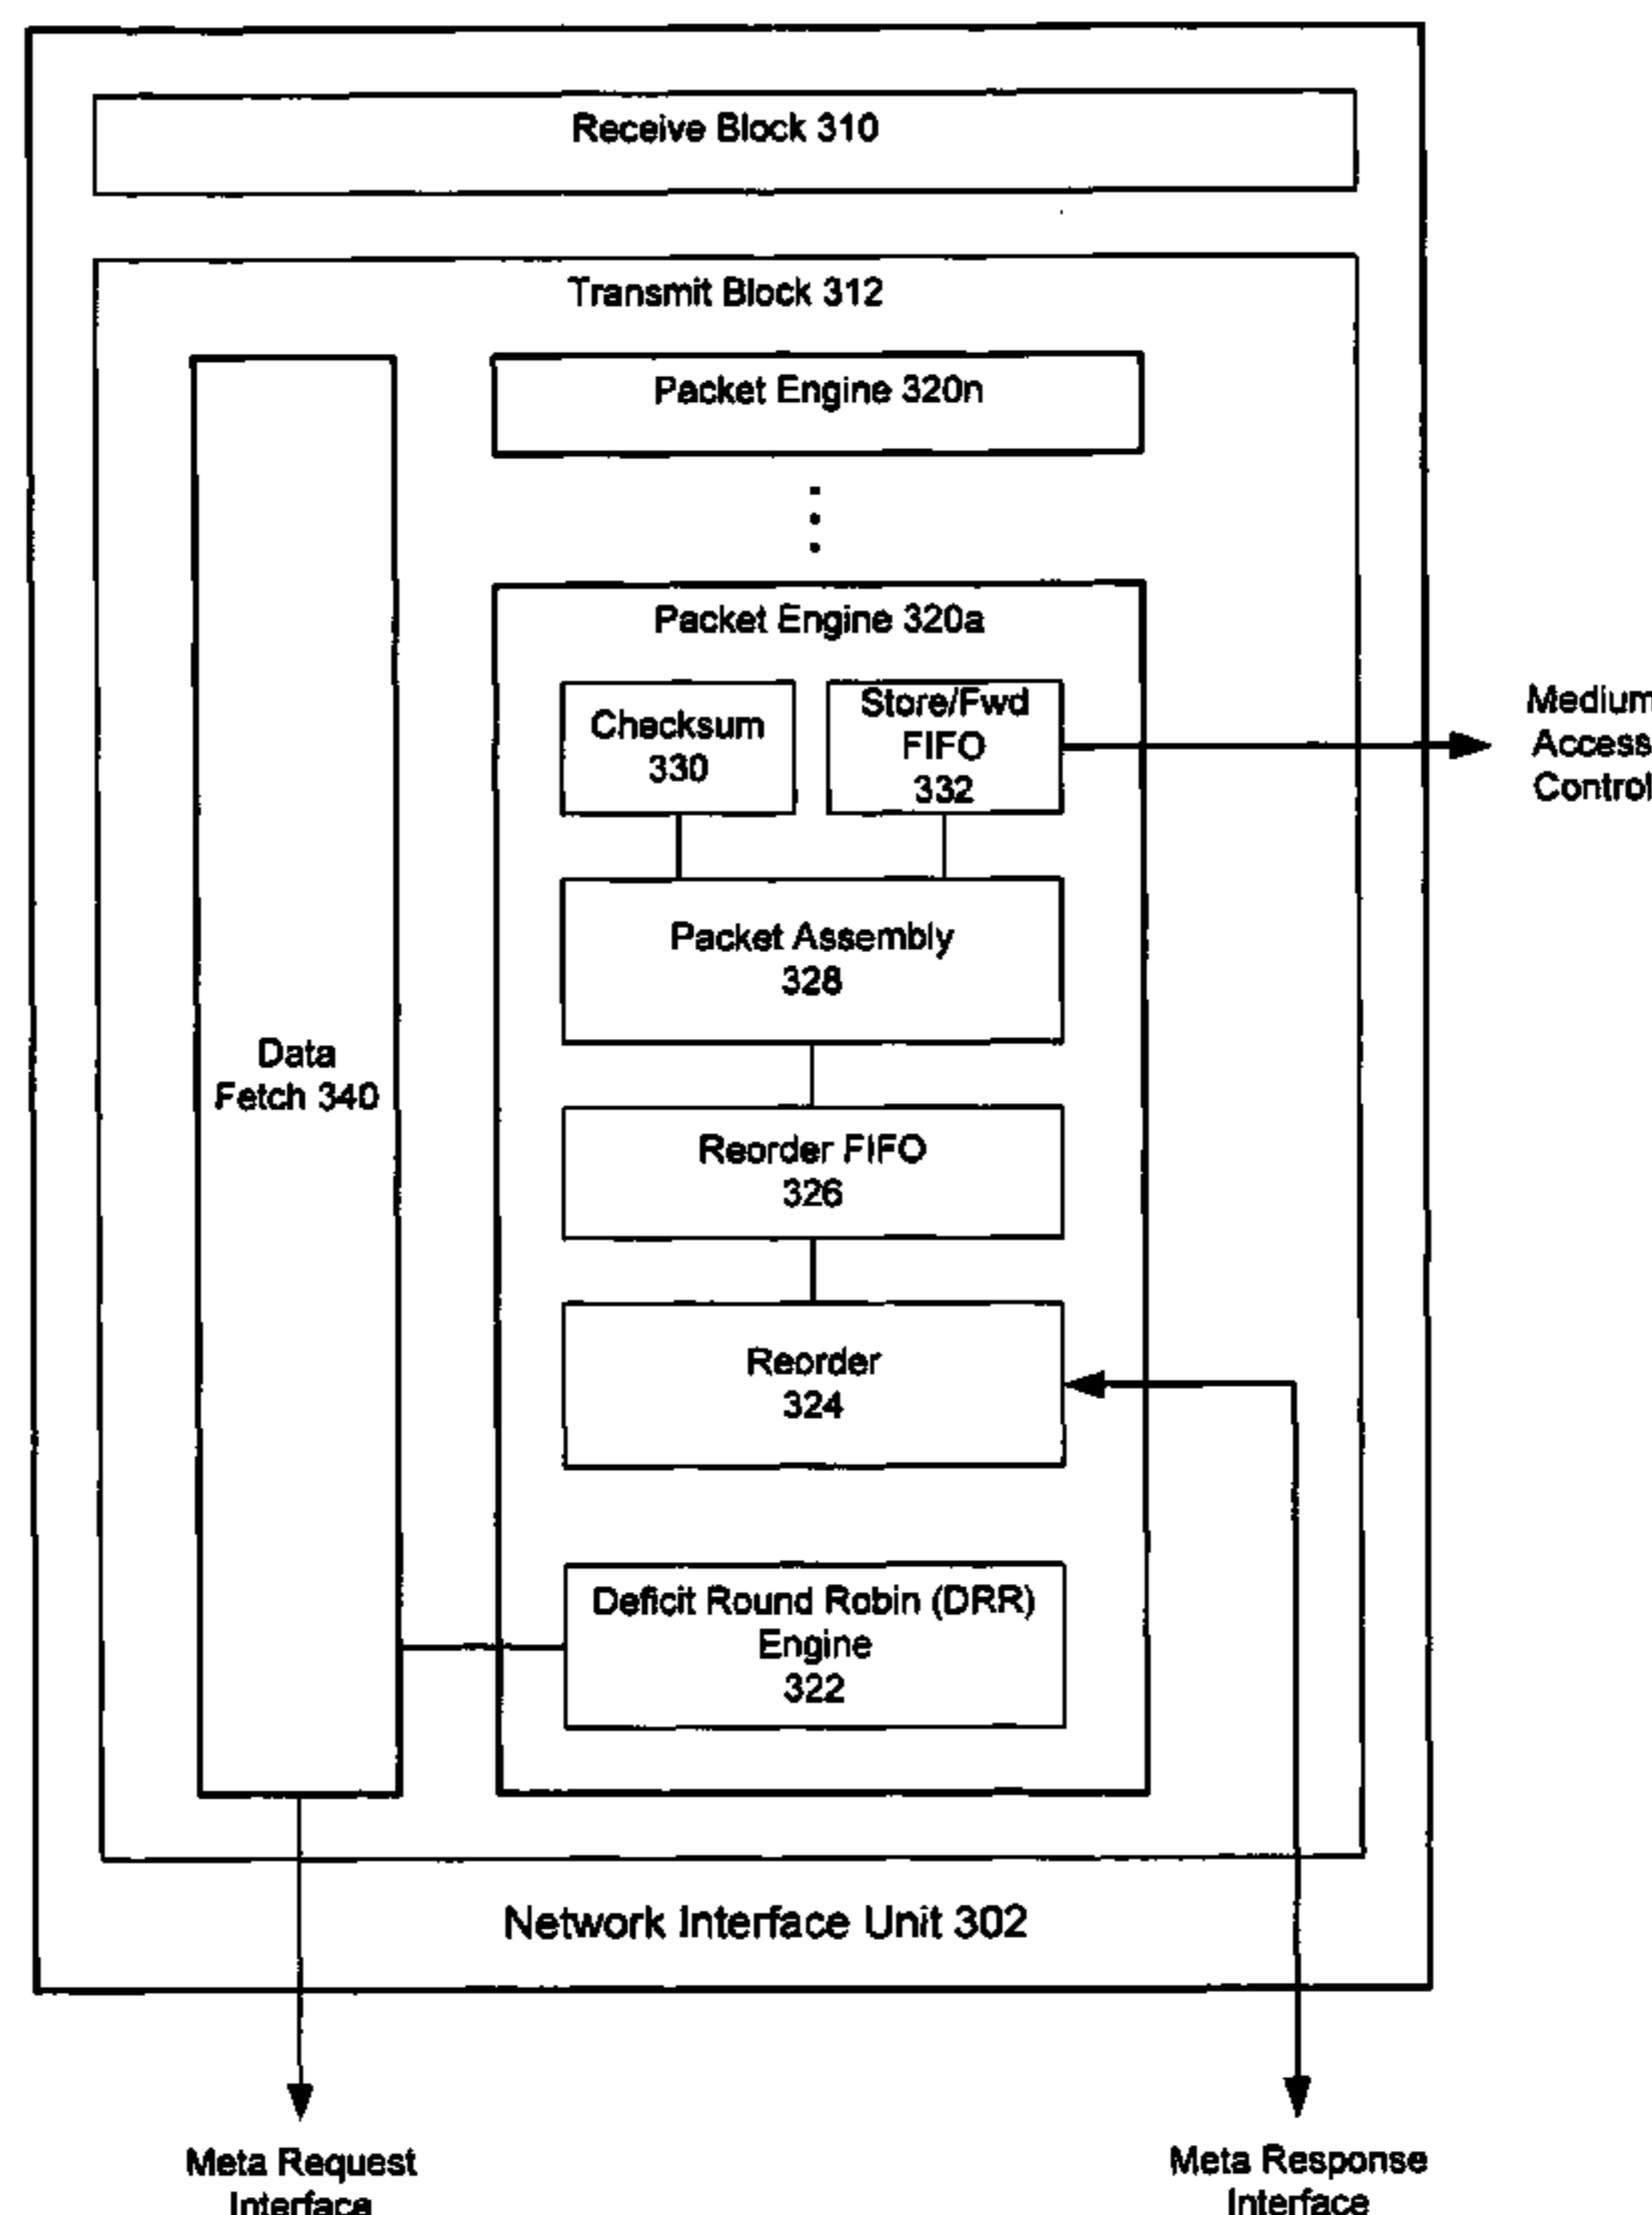 Receive Block 310
Transmit Block 312
Packet Engine 320n
Packet Engine 320a
Checksum
330
Store/Fwd
FIFO
332
Medium
Access
Control
Packet Assembly
328
Data
Fetch 340
Reorder FIFO
326
Reorder
324
Deficit Round Robin (DRR)
Engine
322
Network Interface Unit 302
Meta Request
Interface
Meta Response
Interface